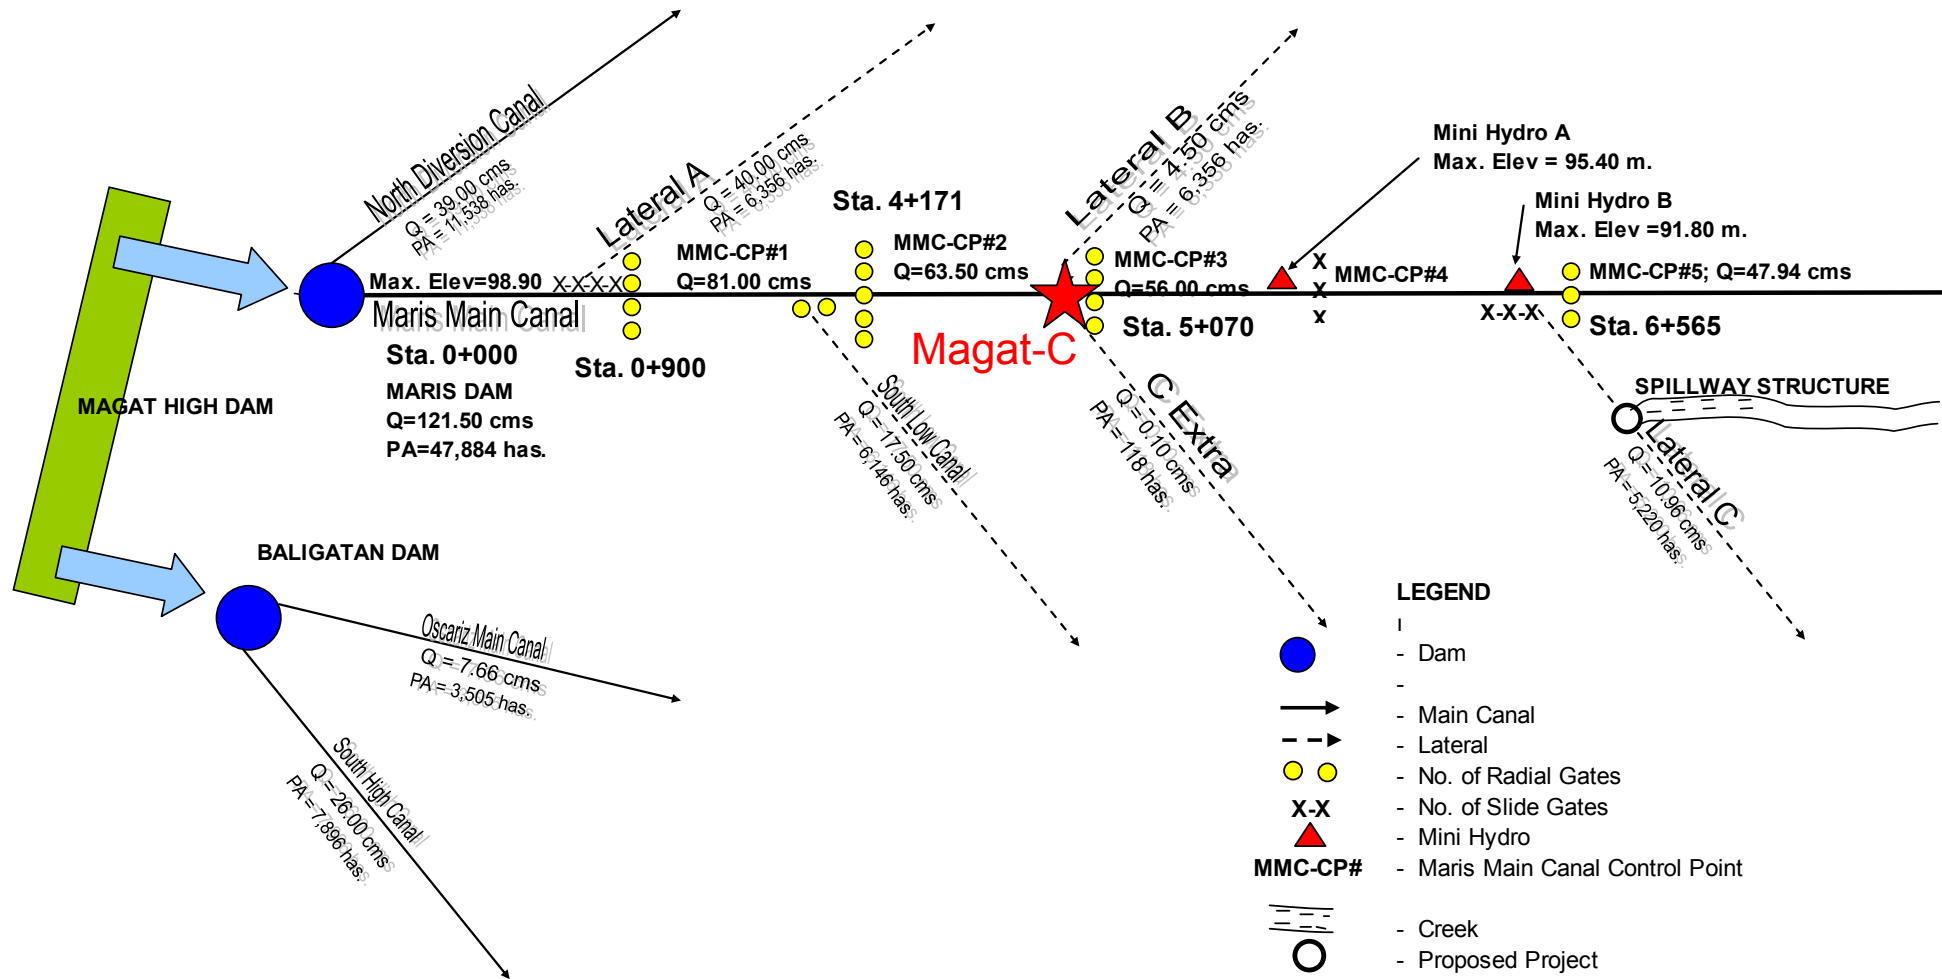 North Diversion Canal
Q = 39.00 cms
PA = 11,538 has.
Lateral A
Q = 40.00 cms
PA = 6,356 has.
Lateral B
Q = 4.50 cms
PA = 6,356 has.
Mini Hydro A
Max. Elev = 95.40 m.
Mini Hydro B
Max. Elev =91.80 m.
Sta. 4+171
MMC-CP#1
Q=81.00 cms
MMC-CP#2
Q=63.50 cms
MMC-CP#3
Q=56.00 cms
X
X
X
MMC-CP#4
MMC-CP#5; Q=47.94 cms
Max. Elev=98.90
X-X-X-X
Maris Main Canal
Sta. 0+000
Sta. 0+900
Magat-C
Sta. 5+070
X-X-X
Sta. 6+565
MARIS DAM
Q=121.50 cms
PA=47,884 has.
MAGAT HIGH DAM
South Low Canal
Q = 17.50 cms
PA = 6,146 has.
C Extra
Q = 0.10 cms
PA = 118 has.
SPILLWAY STRUCTURE
Lateral C
Q = 10.96 cms
PA = 5,220 has.
BALIGATAN DAM
Oscariz Main Canal
Q = 7.66 cms
PA = 3,505 has.
South High Canal
Q = 26.00 cms
PA = 7,896 has.
LEGEND
- Dam
-
- Main Canal
- Lateral
- No. of Radial Gates
X-X - No. of Slide Gates
- Mini Hydro
MMC-CP# - Maris Main Canal Control Point
- Creek
- Proposed Project